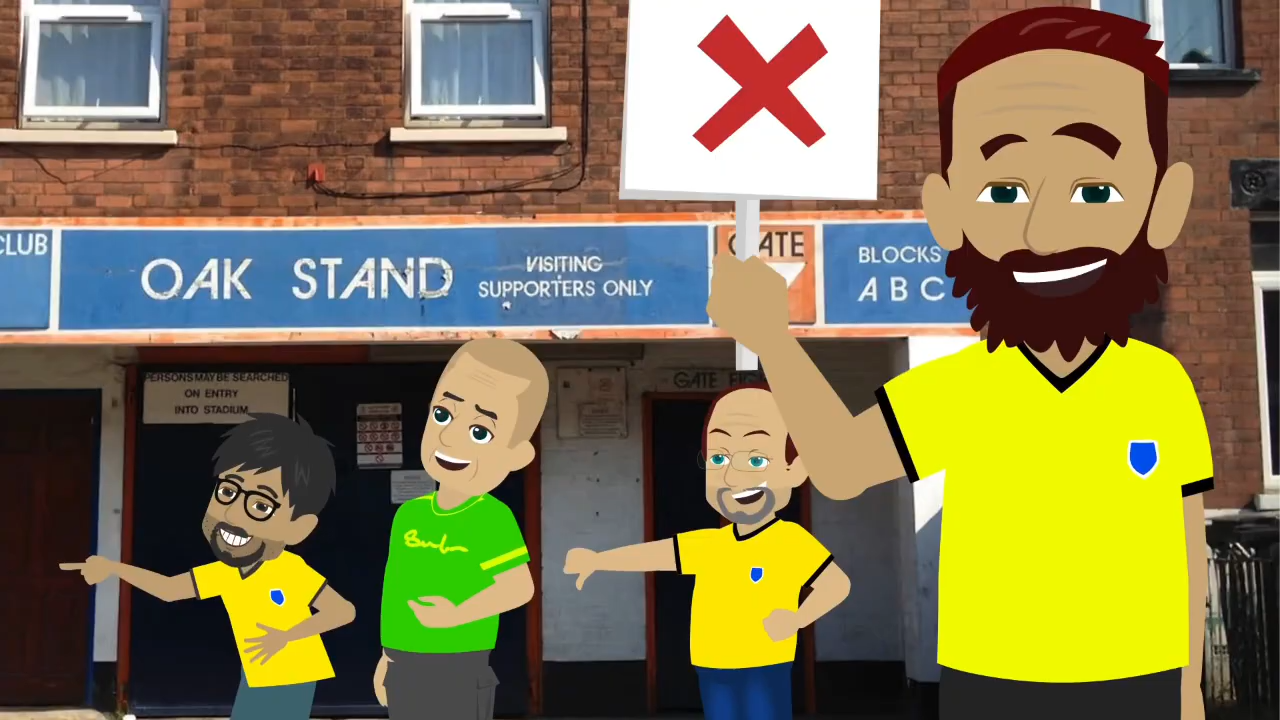 CLUB
OAK STAND
VISITING
SUPPORTERS ONLY
GATE
BLOCKS
A B C
PERSONS MAY BE SEARCHED
ON ENTRY
INTO STADIUM
GATE